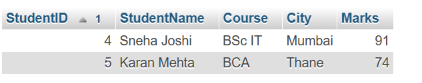 StudentID 1 StudentName Course City Marks
4 Sneha Joshi BSc IT Mumbai 91
5 Karan Mehta BCA Thane 74